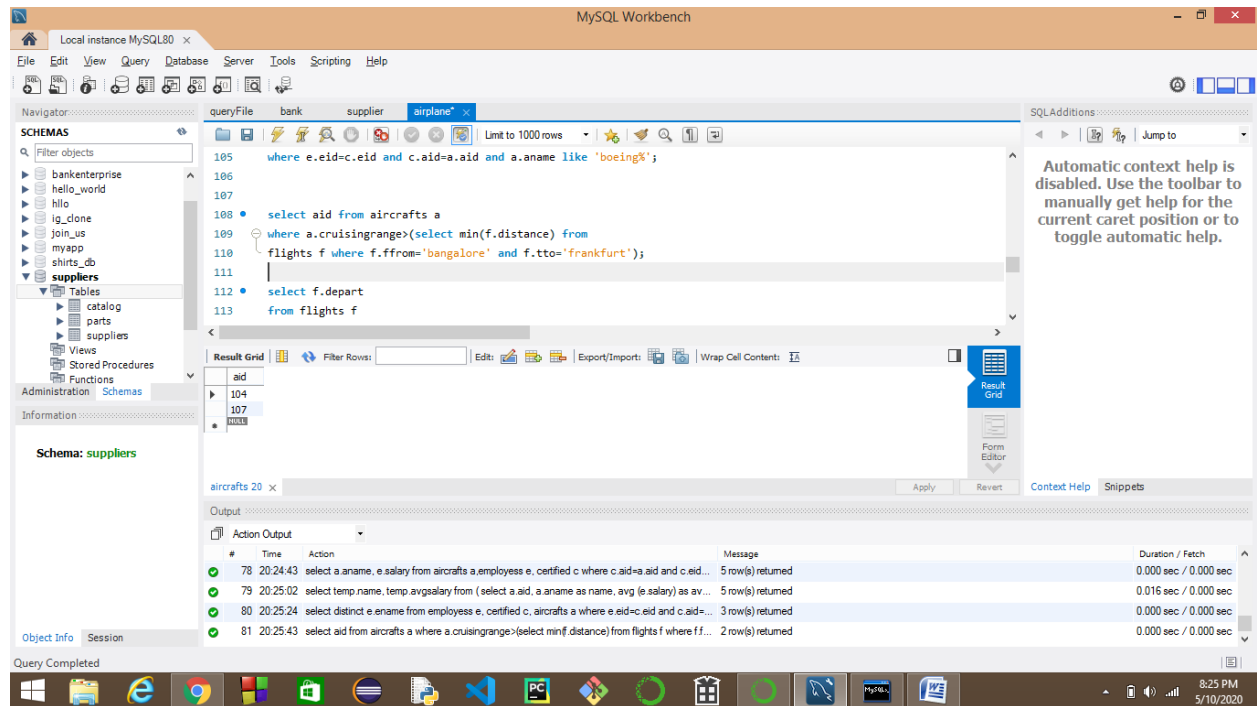 MySQL Workbench
Local instance MySQL80
File Edit View Query Database Server Tools Scripting Help
Navigator
SCHEMAS
Filter objects
bankenterprise
hello_world
hllo
ig_clone
join_us
myapp
shirts_db
suppliers
Tables
catalog
parts
suppliers
Views
Stored Procedures
Functions
Administration Schemas
Information
Schema: suppliers
Object Info Session
queryFile bank supplier airplane*
Limit to 1000 rows
105 where e.eid=c.eid and c.aid=a.aid and a.aname like 'boeing%';
106
107
108 select aid from aircrafts a
109 where a.cruisingrange>(select min(f.distance) from
110 flights f where f.ffrom='bangalore' and f.tto='frankfurt');
111
112 select f.depart
113 from flights f
Result Grid Filter Rows: Edit: Export/Import: Wrap Cell Content: IA
aid
104
107
NULL
Result Grid
Form Editor
aircrafts 20 Apply Revert
SQLAdditions
Jump to
Automatic context help is
disabled. Use the toolbar to
manually get help for the
current caret position or to
toggle automatic help.
Context Help Snippets
Output
Action Output
# Time Action Message Duration / Fetch
78 20:24:43 select a.aname, e.salary from aircrafts a,employess e, certified c where c.aid=a.aid and c.eid... 5 row(s) returned 0.000 sec / 0.000 sec
79 20:25:02 select temp.name, temp.avgsalary from ( select a.aid, a.aname as name, avg (e.salary) as av... 5 row(s) returned 0.016 sec / 0.000 sec
80 20:25:24 select distinct e.ename from employess e, certified c, aircrafts a where e.eid=c.eid and c.aid=... 3 row(s) returned 0.000 sec / 0.000 sec
81 20:25:43 select aid from aircrafts a where a.cruisingrange>(select min(f.distance) from flights f where f.f... 2 row(s) returned 0.000 sec / 0.000 sec
Query Completed
8:25 PM
5/10/2020